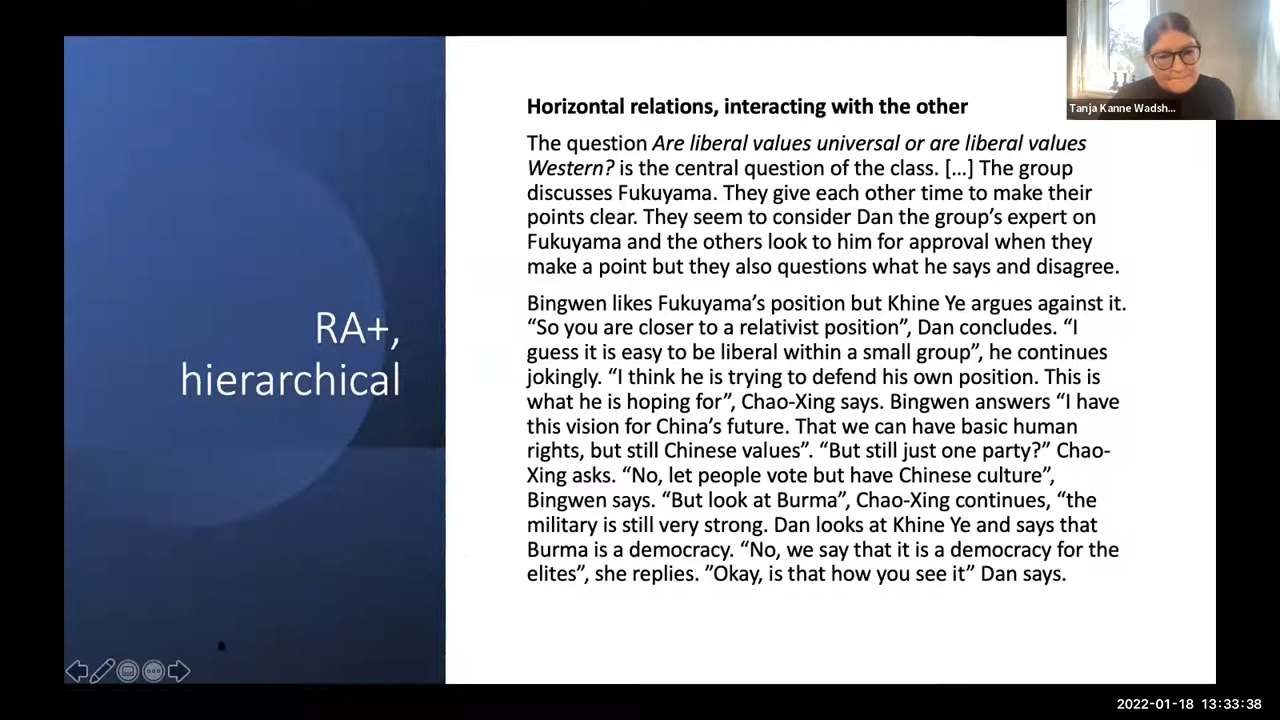 RA+,
hierarchical
Horizontal relations, interacting with the other
The question Are liberal values universal or are liberal values
Western? is the central question of the class. […] The group
discusses Fukuyama. They give each other time to make their
points clear. They seem to consider Dan the group’s expert on
Fukuyama and the others look to him for approval when they
make a point but they also questions what he says and disagree.
Bingwen likes Fukuyama’s position but Khine Ye argues against it.
“So you are closer to a relativist position”, Dan concludes. “I
guess it is easy to be liberal within a small group”, he continues
jokingly. “I think he is trying to defend his own position. This is
what he is hoping for”, Chao-Xing says. Bingwen answers “I have
this vision for China’s future. That we can have basic human
rights, but still Chinese values”. “But still just one party?” Chao-
Xing asks. “No, let people vote but have Chinese culture”,
Bingwen says. “But look at Burma”, Chao-Xing continues, “the
military is still very strong. Dan looks at Khine Ye and says that
Burma is a democracy. “No, we say that it is a democracy for the
elites”, she replies. ”Okay, is that how you see it” Dan says.
Tanja Kanne Wadsh...
2022-01-18 13:33:38